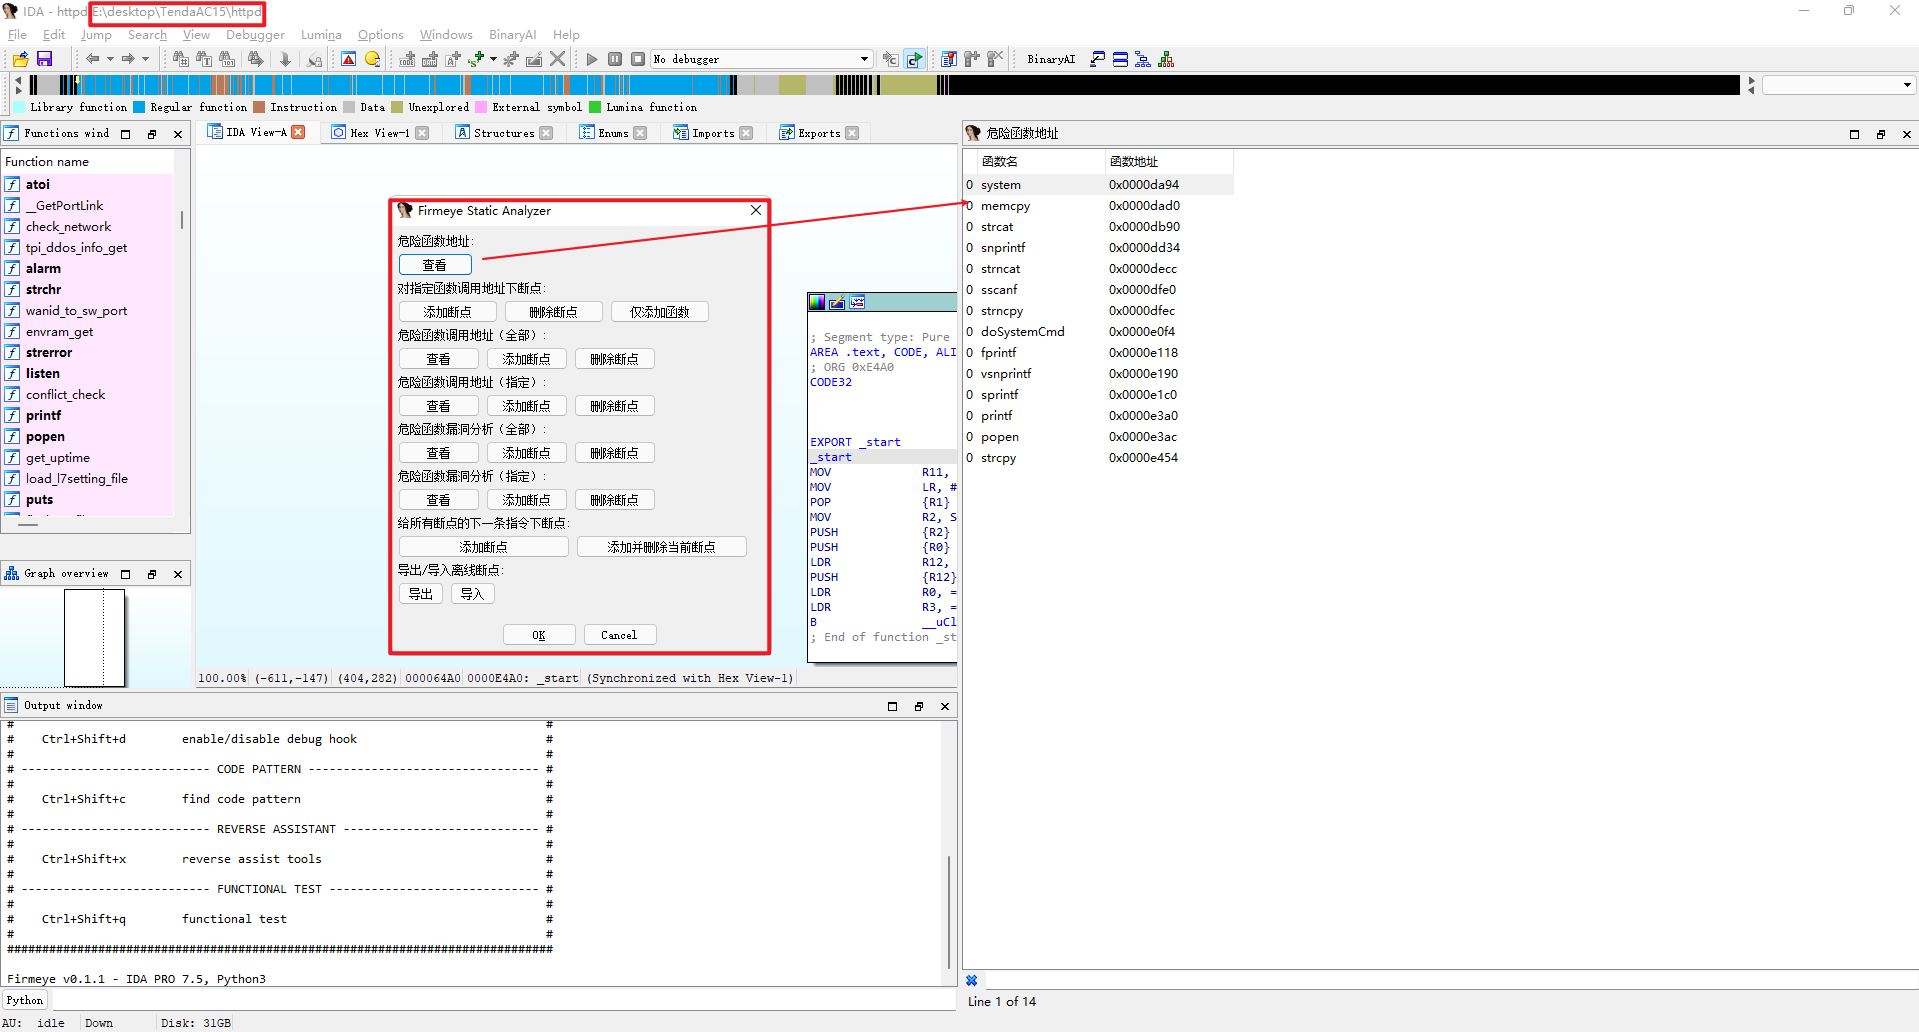 IDA - httpd E:\desktop\TendaAC15\httpd
File Edit Jump Search View Debugger Lumina Options Windows BinaryAI Help
No debugger
BinaryAI
Library function Regular function Instruction Data Unexplored External symbol Lumina function
Functions wind
Function name
atoi
__GetPortLink
check_network
tpi_ddos_info_get
alarm
strchr
wanid_to_sw_port
envram_get
strerror
listen
conflict_check
printf
popen
get_uptime
load_l7setting_file
puts
Graph overview
IDA View-A Hex View-1 Structures Enums Imports Exports
Firmeye Static Analyzer
危险函数地址:
查看
对指定函数调用地址下断点:
添加断点 删除断点 仅添加函数
危险函数调用地址（全部）:
查看 添加断点 删除断点
危险函数调用地址（指定）:
查看 添加断点 删除断点
危险函数漏洞分析（全部）:
查看 添加断点 删除断点
危险函数漏洞分析（指定）:
查看 添加断点 删除断点
给所有断点的下一条指令下断点:
添加断点 添加并删除当前断点
导出/导入离线断点:
导出 导入
OK Cancel
; Segment type: Pure
AREA .text, CODE, ALI
; ORG 0xE4A0
CODE32
EXPORT _start
_start
MOV R11,
MOV LR, #
POP {R1}
MOV R2, S
PUSH {R2}
PUSH {R0}
LDR R12,
PUSH {R12}
LDR R0, =
LDR R3, =
B __uCl
; End of function _st
100.00% (-611,-147) (404,282) 000064A0 0000E4A0: _start (Synchronized with Hex View-1)
危险函数地址
函数名 函数地址
0 system 0x0000da94
0 memcpy 0x0000dad0
0 strcat 0x0000db90
0 snprintf 0x0000dd34
0 strncat 0x0000decc
0 sscanf 0x0000dfe0
0 strncpy 0x0000dfec
0 doSystemCmd 0x0000e0f4
0 fprintf 0x0000e118
0 vsnprintf 0x0000e190
0 sprintf 0x0000e1c0
0 printf 0x0000e3a0
0 popen 0x0000e3ac
0 strcpy 0x0000e454
Line 1 of 14
Output window
# #
# Ctrl+Shift+d enable/disable debug hook #
# #
# --------------------------- CODE PATTERN --------------------------------- #
# #
# Ctrl+Shift+c find code pattern #
# #
# --------------------------- REVERSE ASSISTANT ---------------------------- #
# #
# Ctrl+Shift+x reverse assist tools #
# #
# --------------------------- FUNCTIONAL TEST ------------------------------ #
# #
# Ctrl+Shift+q functional test #
# #
##############################################################################
Firmeye v0.1.1 - IDA PRO 7.5, Python3
Python
AU: idle Down Disk: 31GB